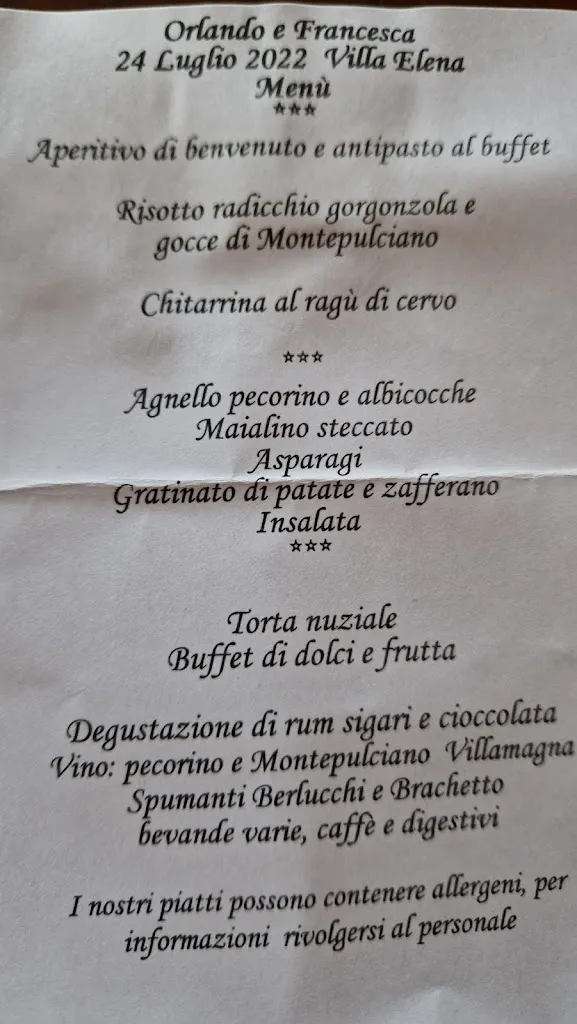 Orlando e Francesca
24 Luglio 2022 Villa Elena
Menù
***
Aperitivo di benvenuto e antipasto al buffet
Risotto radicchio gorgonzola e
gocce di Montepulciano
Chitarrina al ragù di cervo
☆☆☆
Agnello pecorino e albicocche
Maialino steccato
Asparagi
Gratinato di patate e zafferano
Insalata
☆☆☆
Torta nuziale
Buffet di dolci e frutta
Degustazione di rum sigari e cioccolata
Vino: pecorino e Montepulciano Villamagna
Spumanti Berlucchi e Brachetto
bevande varie, caffè e digestivi
I nostri piatti possono contenere allergeni, per
informazioni rivolgersi al personale